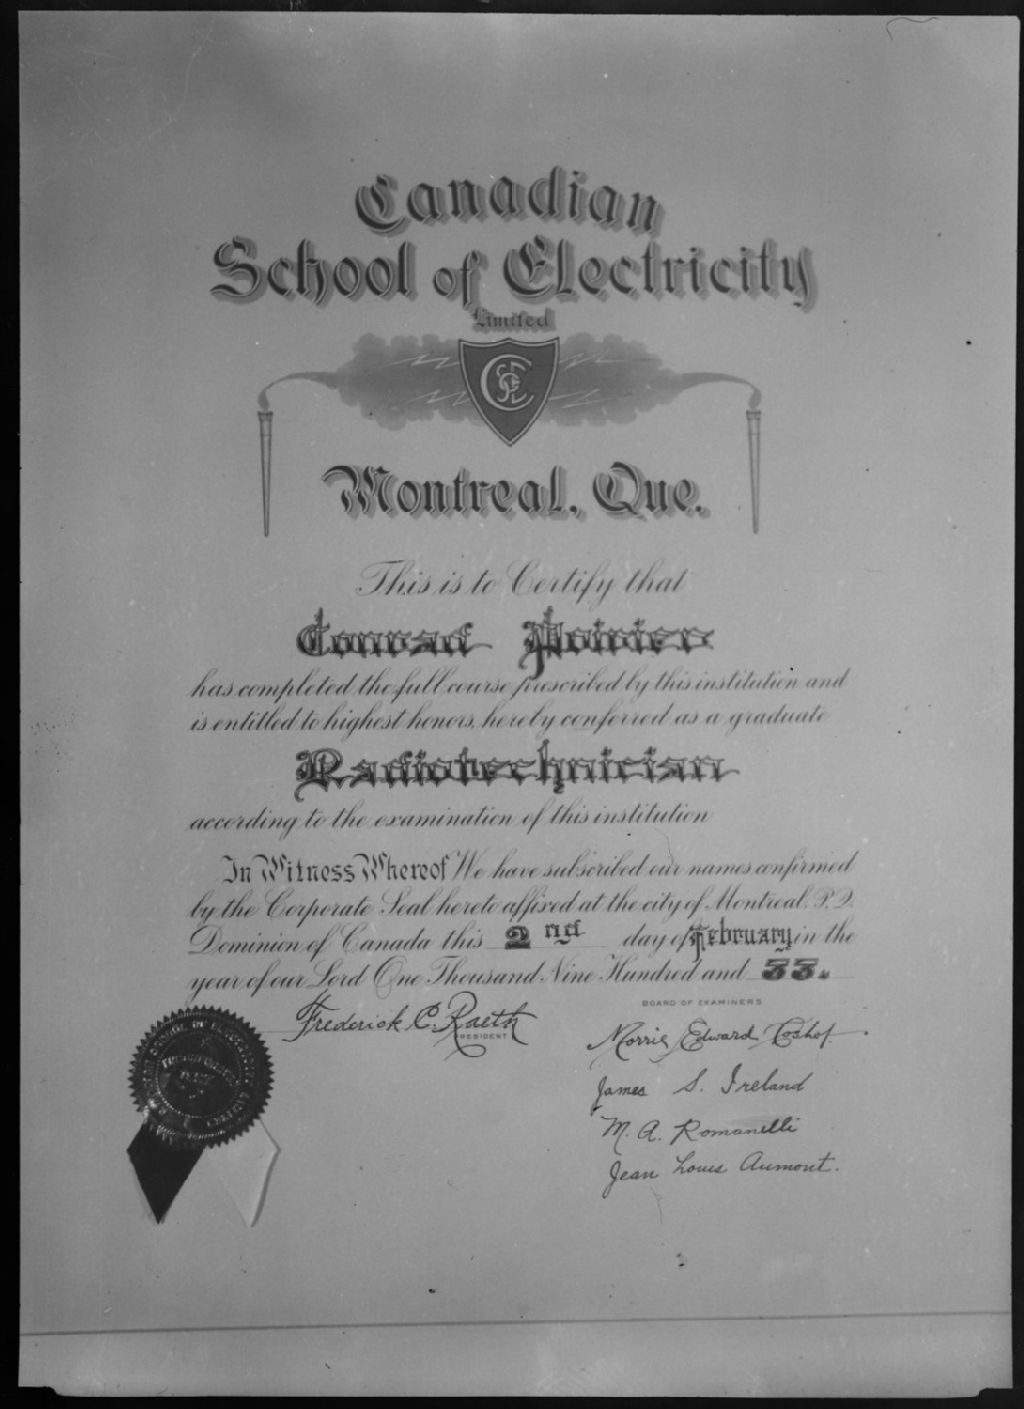 Canadian
School of Electricity
Limited
CSE
Montreal, Que.
This is to Certify that
Conrad Poirier
has completed the full course prescribed by this institution and
is entitled to highest honors, hereby conferred as a graduate
Radiotechnician
according to the examination of this institution
In Witness Whereof We have subscribed our names confirmed
by the Corporate Seal hereto affixed at the city of Montreal, P.Q.
Dominion of Canada this 2nd day of February in the
year of our Lord One Thousand Nine Hundred and 33.
BOARD OF EXAMINERS
Frederick C. Raeth
PRESIDENT
Morris Edward
James S. Ireland
M. A. Romanelli
Jean Louis Aumont.